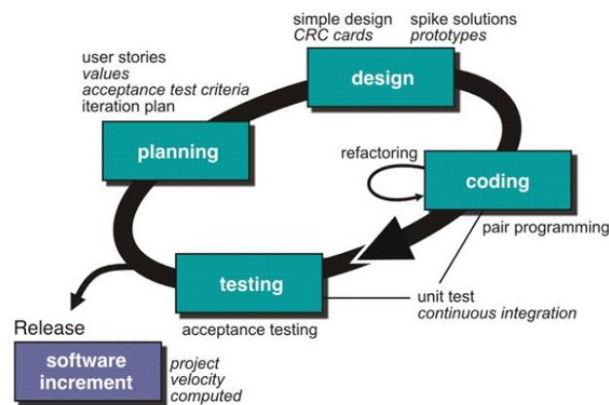 simple design
CRC cards
spike solutions
prototypes
design
user stories
values
acceptance test criteria
iteration plan
planning
refactoring
coding
pair programming
testing
acceptance testing
unit test
continuous integration
Release
software
increment
project
velocity
computed